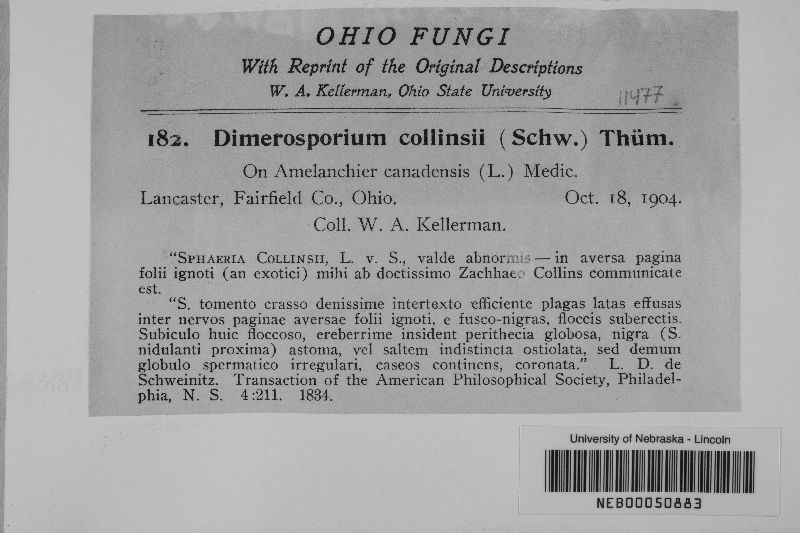 OHIO FUNGI
With Reprint of the Original Descriptions
W. A. Kellerman, Ohio State University
11477
182. Dimerosporium collinsii (Schw.) Thüm.
On Amelanchier canadensis (L.) Medic.
Lancaster, Fairfield Co., Ohio. Oct. 18, 1904.
Coll. W. A. Kellerman.
"SPHAERIA COLLINSII, L. v. S., valde abnormis — in aversa pagina
folii ignoti (an exotici) mihi ab doctissimo Zachhaeo Collins communicate
est.
"S. tomento crasso denissime intertexto efficiente plagas latas effusas
inter nervos paginae aversae folii ignoti, e fusco-nigras, floccis suberectis.
Subiculo huic floccoso, creberrime insident perithecia globosa, nigra (S.
nidulanti proxima) astoma, vel saltem indistincta ostiolata, sed demum
globulo spermatico irregulari, caseos continens, coronata." L. D. de
Schweinitz. Transaction of the American Philosophical Society, Philadel-
phia, N. S. 4:211. 1834.
University of Nebraska - Lincoln
NEB00050883